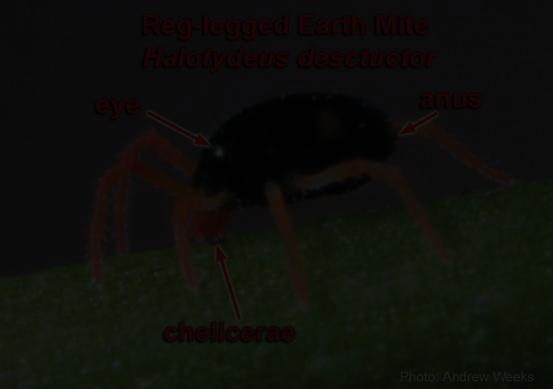 Reg-legged Earth Mite
Halotydeus desctuctor
eye
anus
chelicerae
Photo: Andrew Weeks